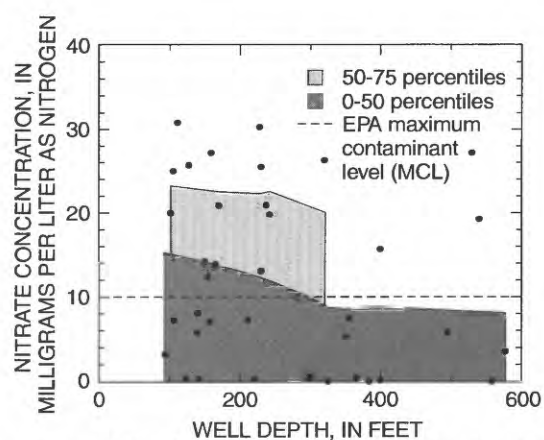 NITRATE CONCENTRATION, IN
MILLIGRAMS PER LITER AS NITROGEN
40
30
20
10
0
50-75 percentiles
0-50 percentiles
EPA maximum
contaminant
level (MCL)
0
200
400
600
WELL DEPTH, IN FEET